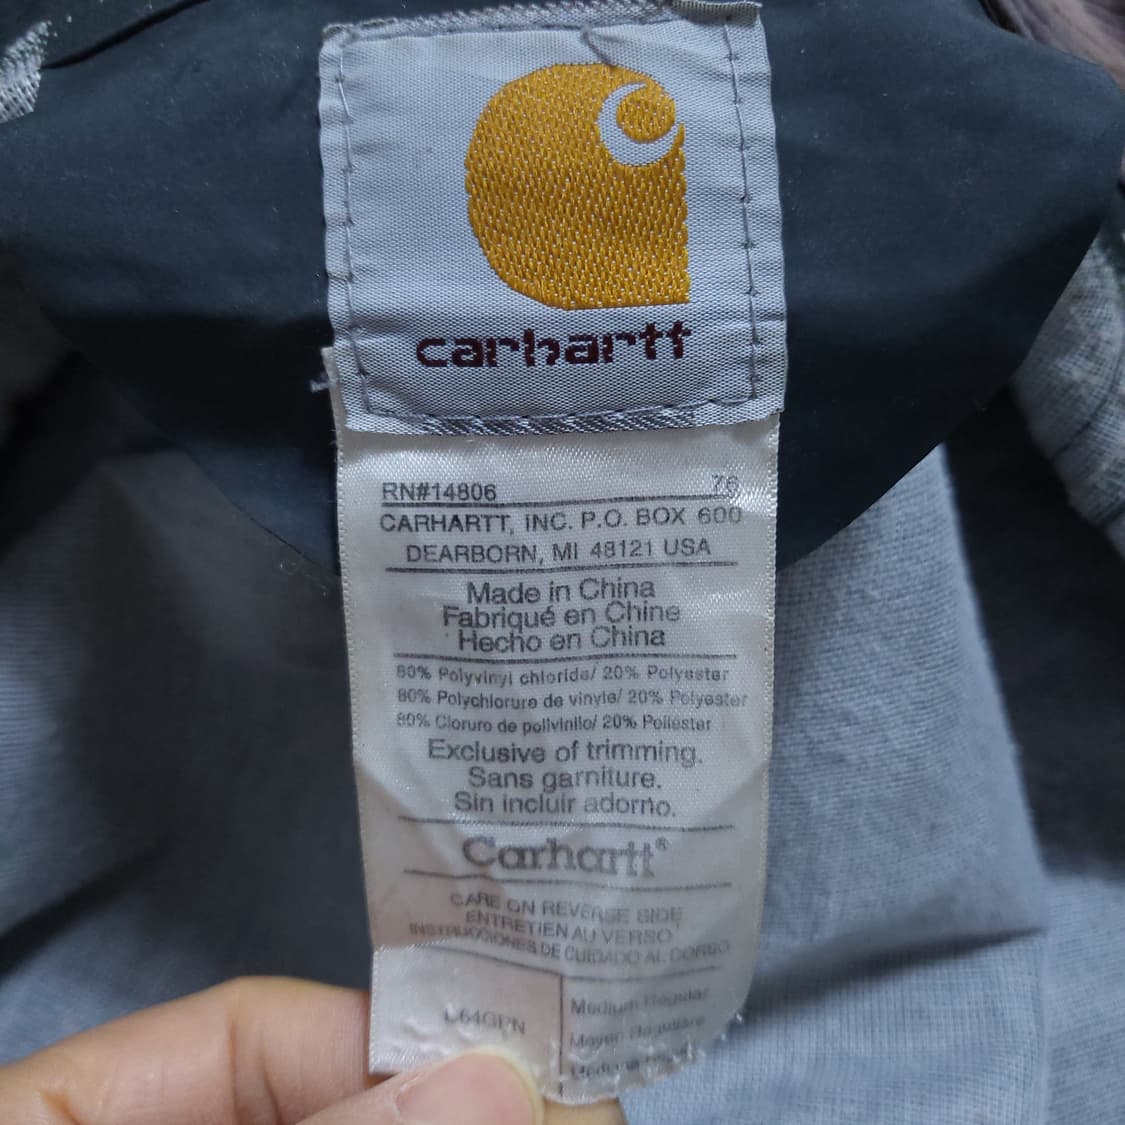 carhartt
RN#14806 76
CARHARTT, INC. P.O. BOX 600
DEARBORN, MI 48121 USA
Made in China
Fabriqué en Chine
Hecho en China
80% Polyvinyl chloride/ 20% Polyester
80% Polychlorure de vinyle/ 20% Polyester
80% Cloruro de polivinilo/ 20% Poliéster
Exclusive of trimming.
Sans garniture.
Sin incluir adorno.
Carhartt®
CARE ON REVERSE SIDE
ENTRETIEN AU VERSO
INSTRUCCIONES DE CUIDADO AL DORSO
Medium Regular
Moyen Régulière